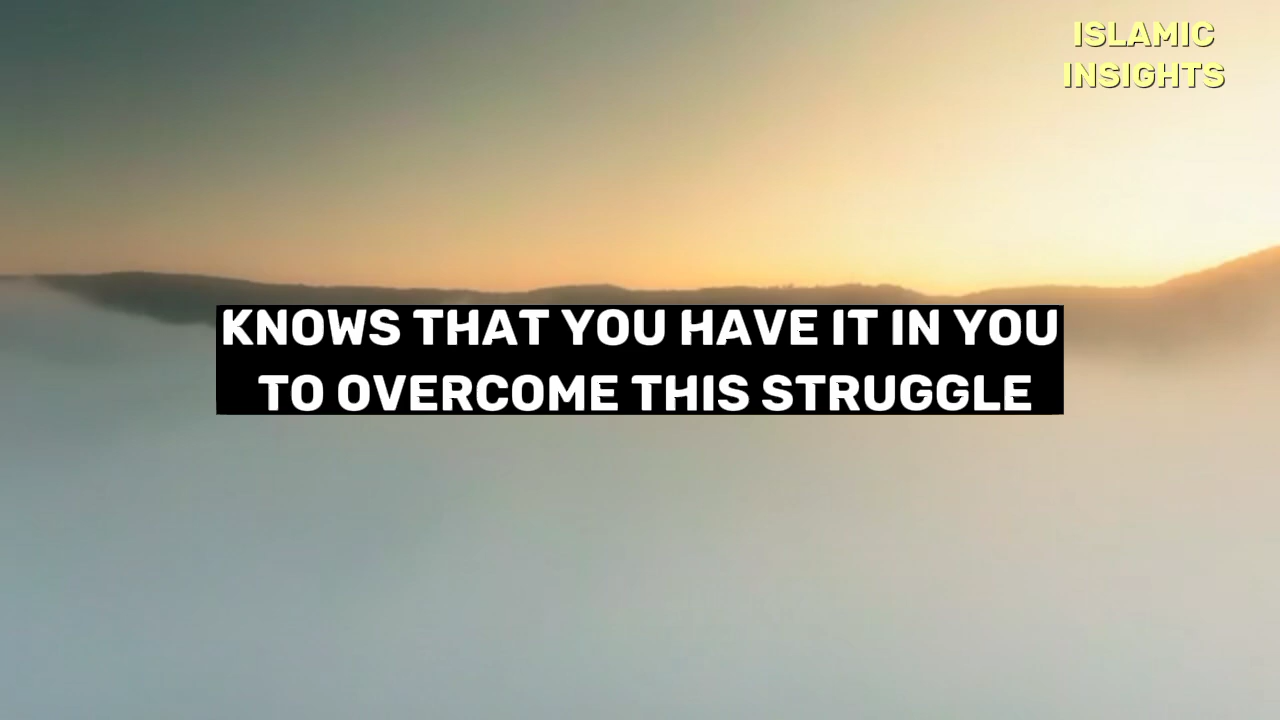 ISLAMIC
INSIGHTS
KNOWS THAT YOU HAVE IT IN YOU
TO OVERCOME THIS STRUGGLE